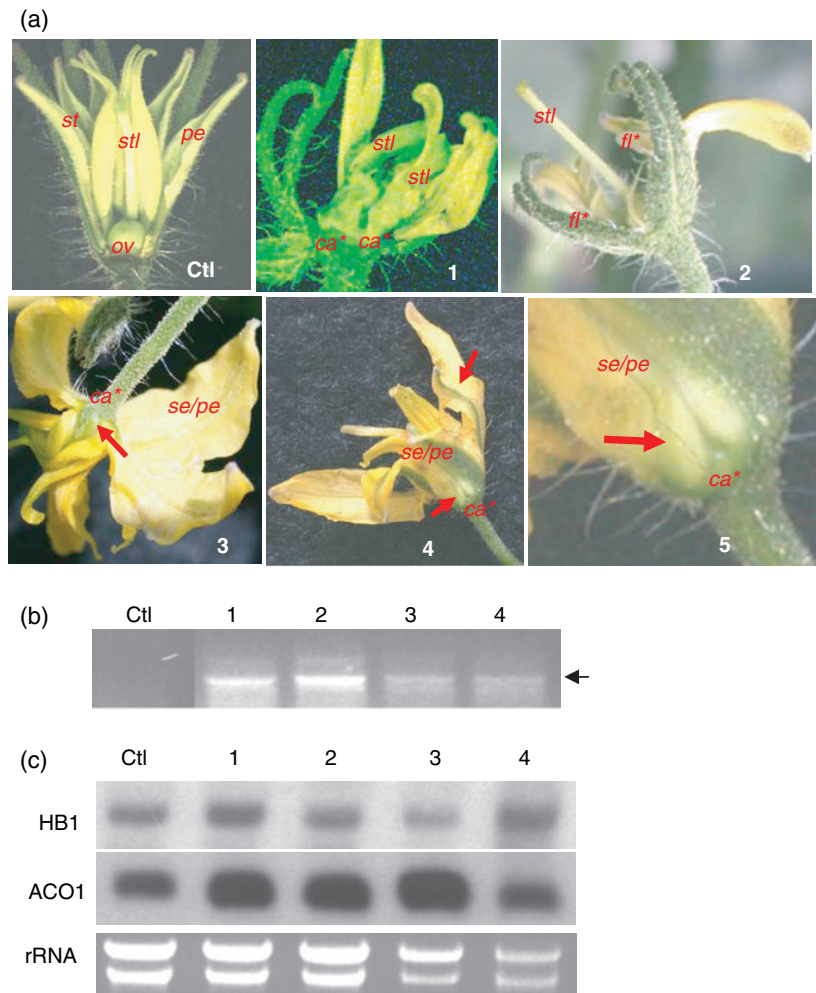 (a)
st
stl
pe
ov
Ctl
stl
stl
ca*
ca*
1
stl
fl*
fl*
2
ca*
se/pe
3
se/pe
ca*
4
se/pe
ca*
5
(b)
Ctl 1 2 3 4
(c)
Ctl 1 2 3 4
HB1
ACO1
rRNA